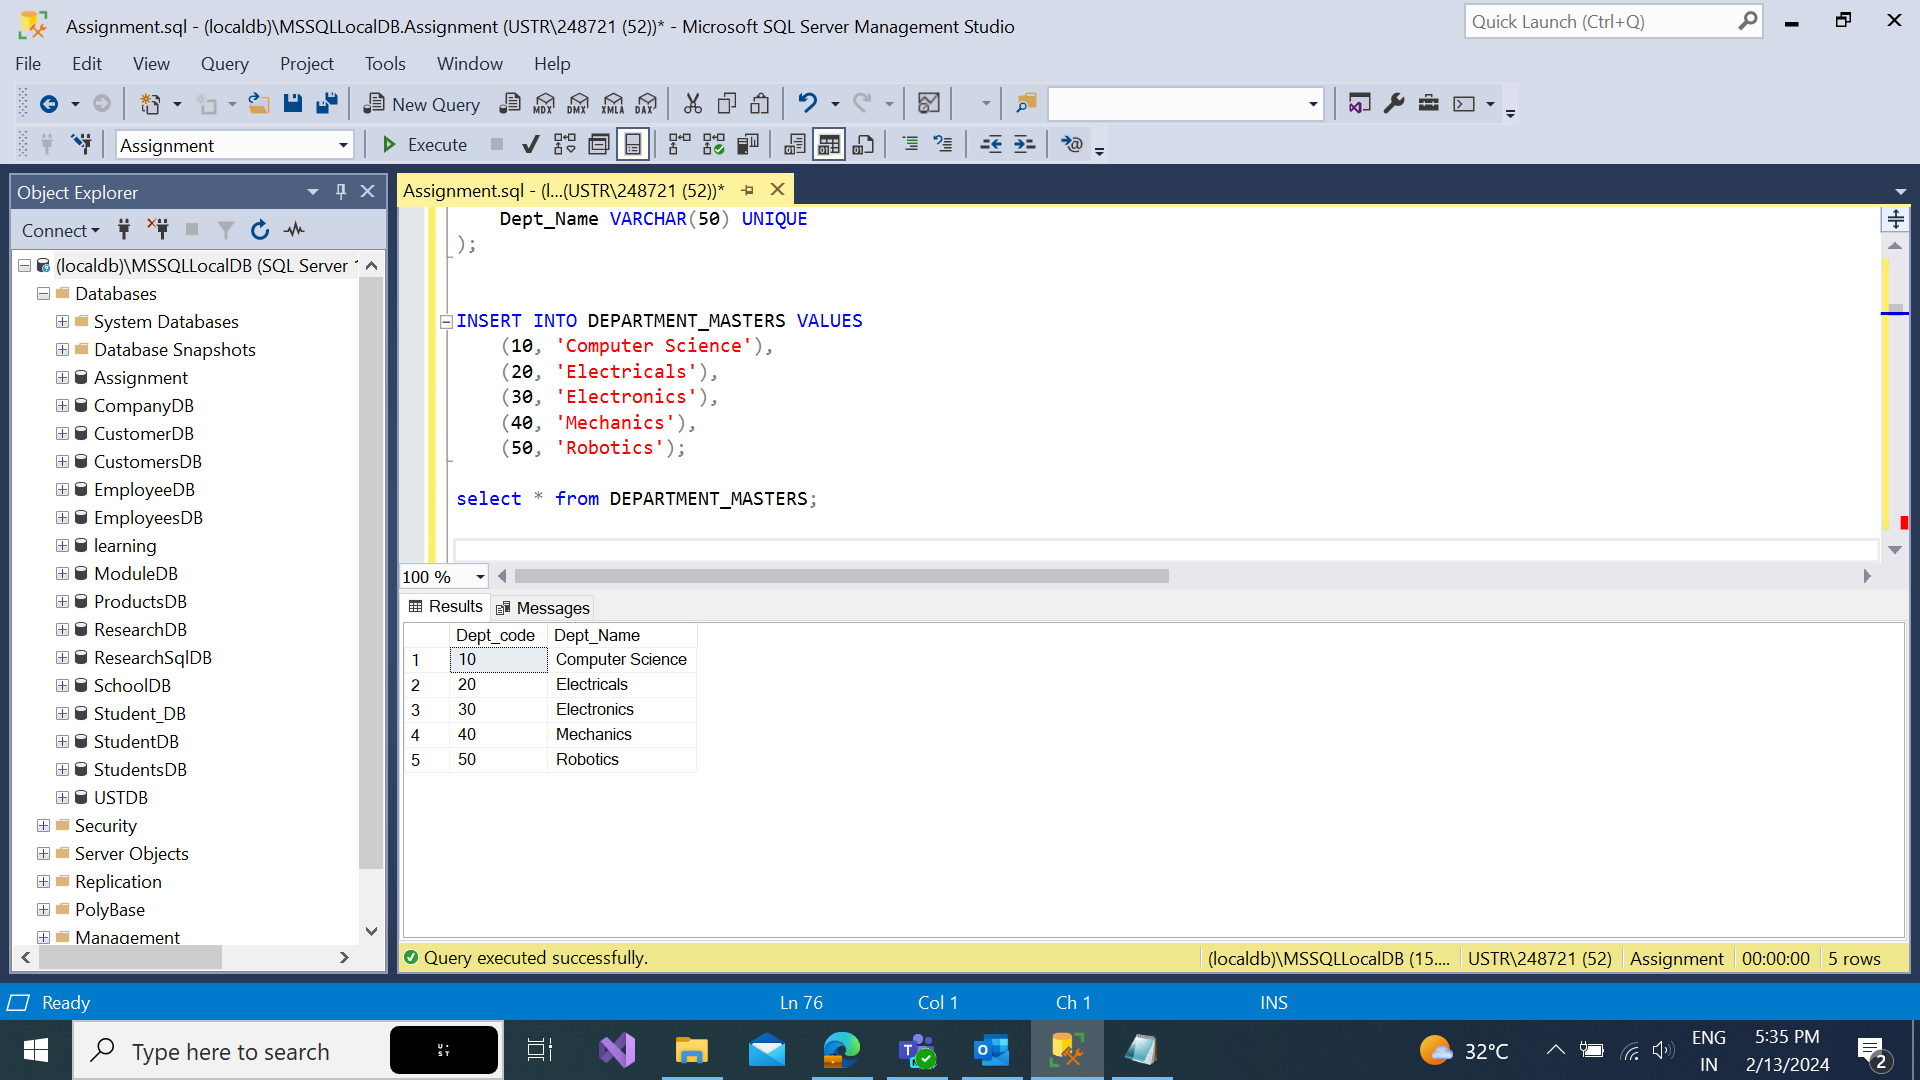 Assignment.sql - (localdb)\MSSQLLocalDB.Assignment (USTR\248721 (52))* - Microsoft SQL Server Management Studio
Quick Launch (Ctrl+Q)
File Edit View Query Project Tools Window Help
New Query MDX DMX XMLA DAX
Assignment Execute
Object Explorer
Connect
(localdb)\MSSQLLocalDB (SQL Server 1
Databases
System Databases
Database Snapshots
Assignment
CompanyDB
CustomerDB
CustomersDB
EmployeeDB
EmployeesDB
learning
ModuleDB
ProductsDB
ResearchDB
ResearchSqlDB
SchoolDB
Student_DB
StudentDB
StudentsDB
USTDB
Security
Server Objects
Replication
PolyBase
Management
Assignment.sql - (l...(USTR\248721 (52))*
Dept_Name VARCHAR(50) UNIQUE
);
INSERT INTO DEPARTMENT_MASTERS VALUES
(10, 'Computer Science'),
(20, 'Electricals'),
(30, 'Electronics'),
(40, 'Mechanics'),
(50, 'Robotics');
select * from DEPARTMENT_MASTERS;
100 %
Results Messages
Dept_code Dept_Name
1 10 Computer Science
2 20 Electricals
3 30 Electronics
4 40 Mechanics
5 50 Robotics
Query executed successfully. (localdb)\MSSQLLocalDB (15.... USTR\248721 (52) Assignment 00:00:00 5 rows
Ready Ln 76 Col 1 Ch 1 INS
Type here to search
32°C
ENG
IN
5:35 PM
2/13/2024
2